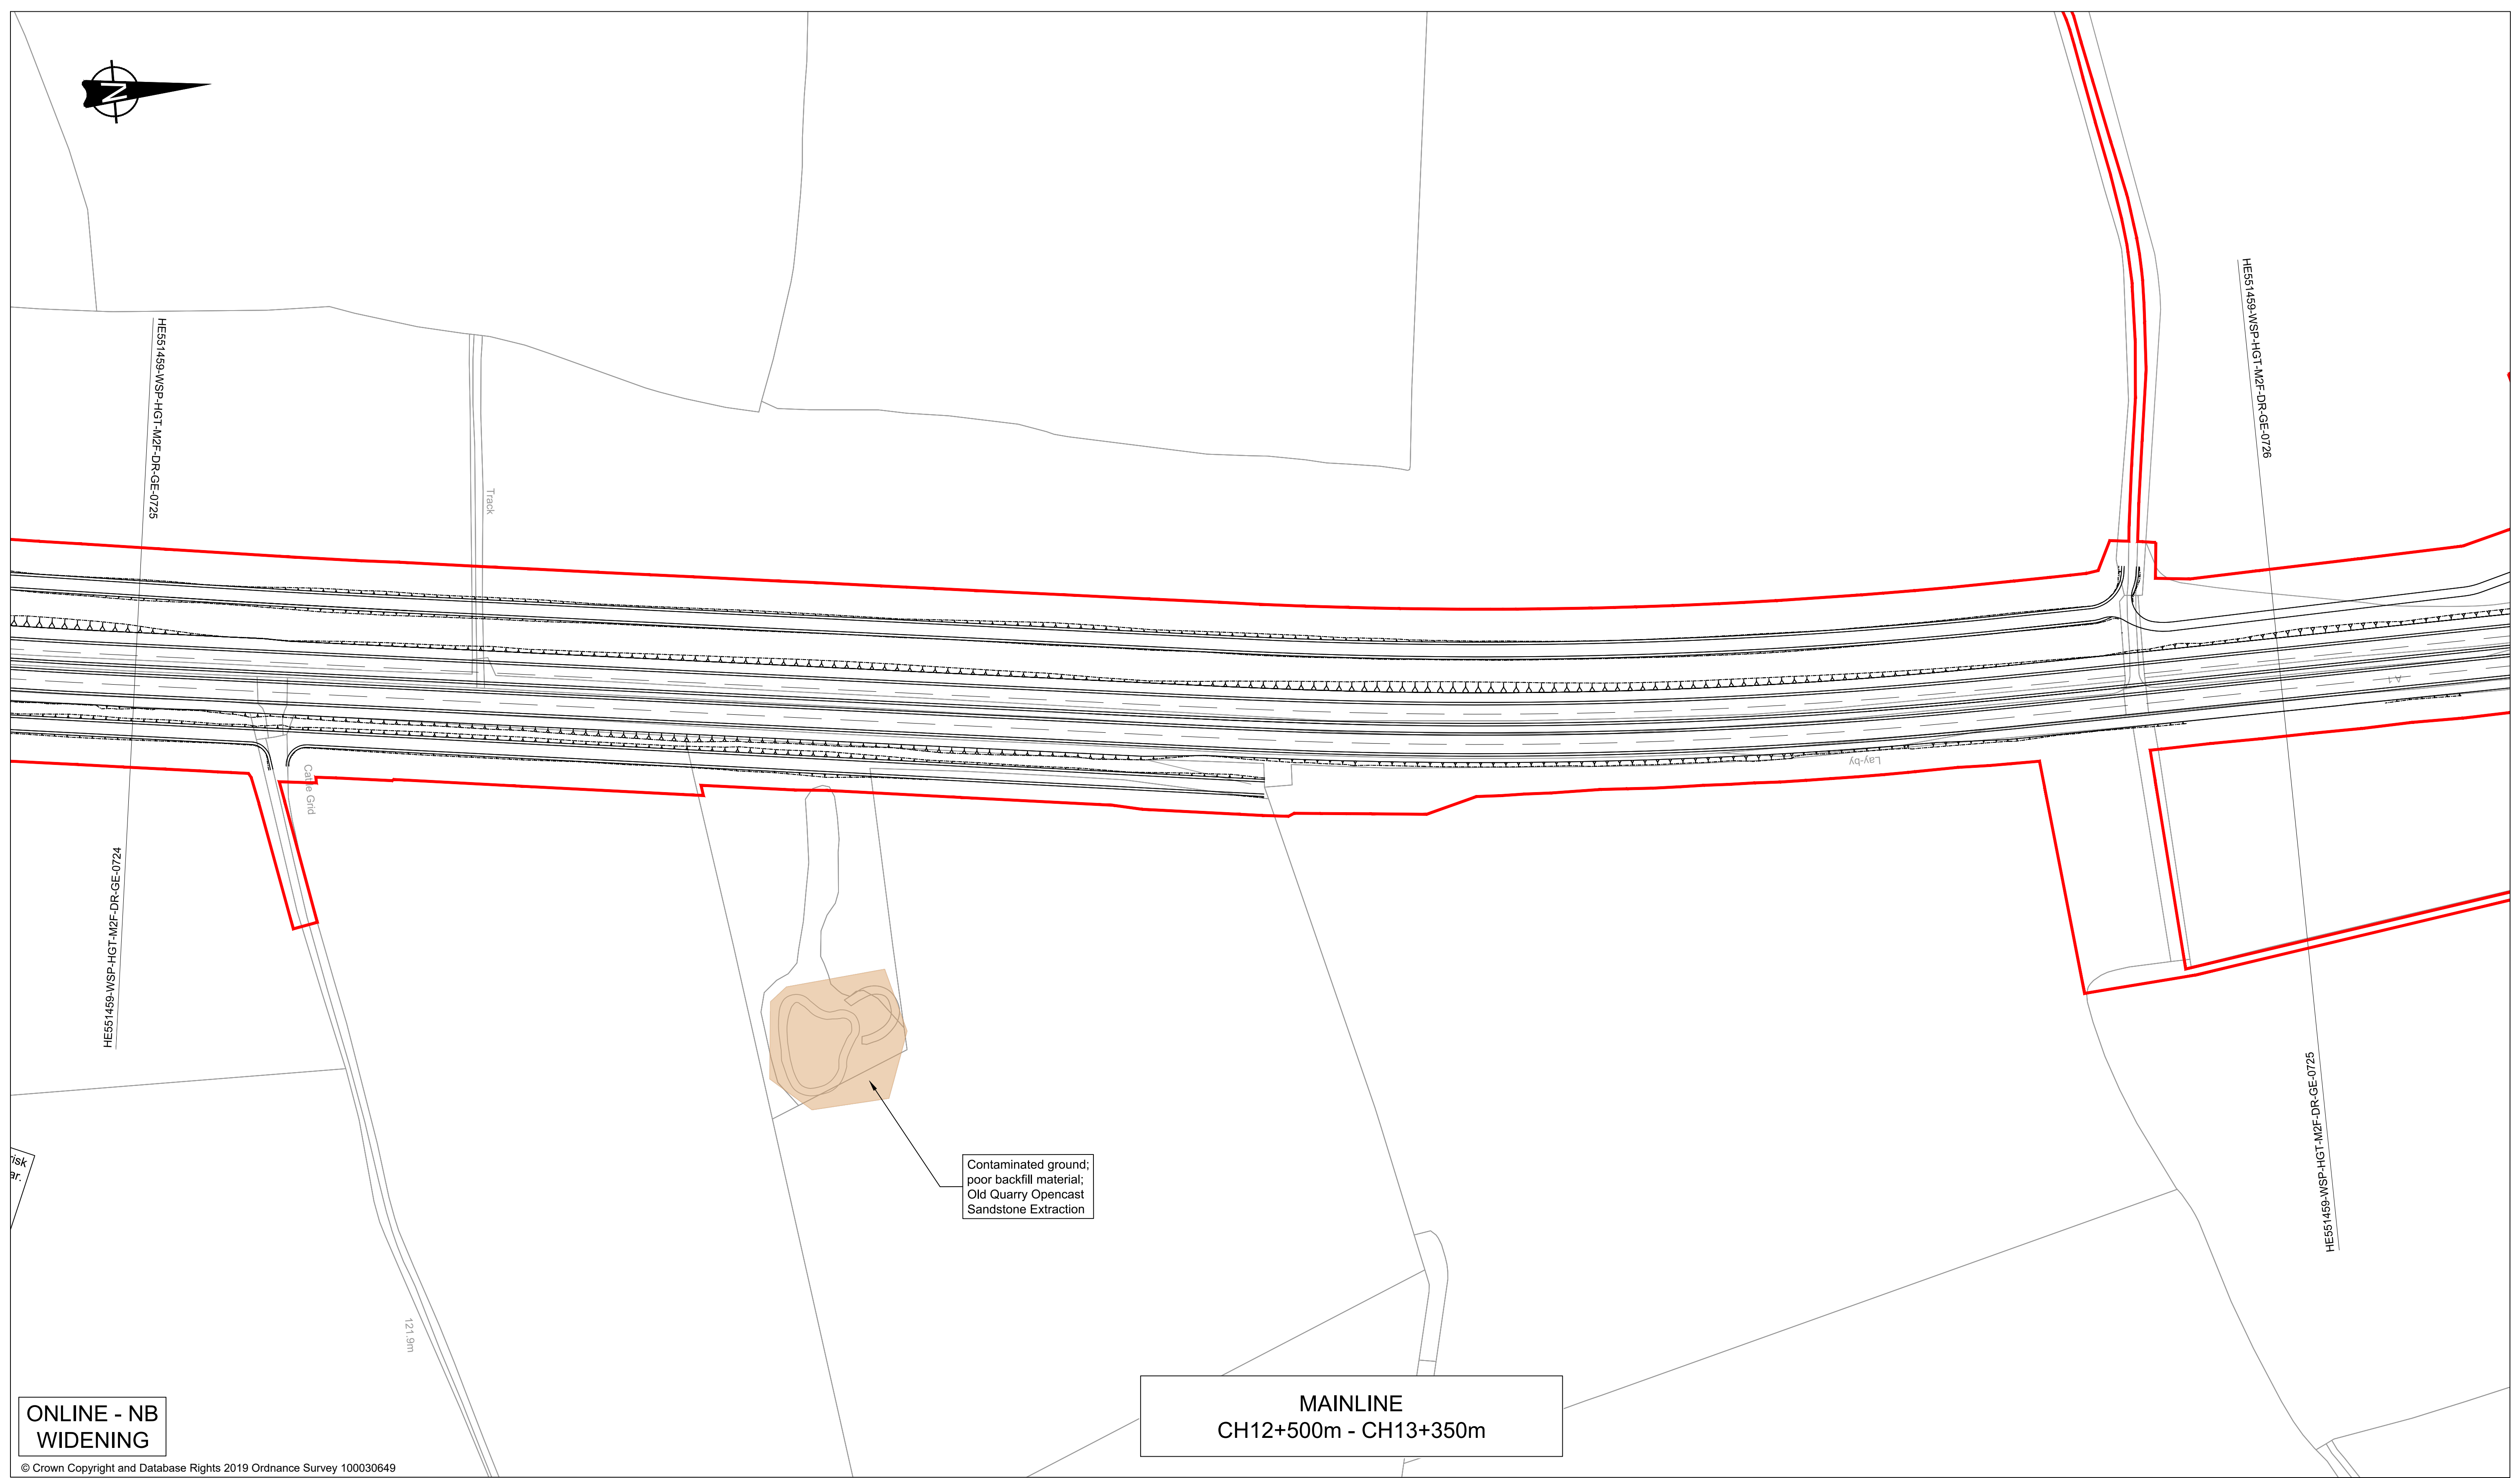 N
HE551459-WSP-HGT-M2F-DR-GE-0725
HE551459-WSP-HGT-M2F-DR-GE-0726
Track
A 1
Lay-by
Cattle Grid
HE551459-WSP-HGT-M2F-DR-GE-0724
HE551459-WSP-HGT-M2F-DR-GE-0725
Contaminated ground;
poor backfill material;
Old Quarry Opencast
Sandstone Extraction
121.9m
ONLINE - NB
WIDENING
MAINLINE
CH12+500m - CH13+350m
© Crown Copyright and Database Rights 2019 Ordnance Survey 100030649